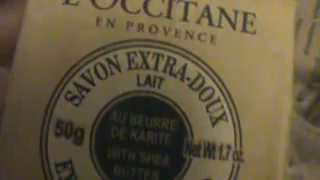 L'OCCITANE
EN PROVENCE
SAVON EXTRA-DOUX
LAIT
AU BEURRE
DE KARITE
WITH SHEA
BUTTER
50g
Net Wt 1.7 oz.